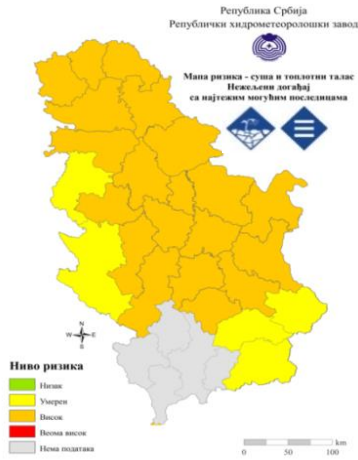 Република Србија
Републички хидрометеоролошки завод
Мапа ризика - суша и топлотни талас
Нежељени догађај
са најтежим могућим последицама
N
W E
S
Ниво ризика
Низак
Умерен
Висок
Веома висок
Нема података
km
0 50 100